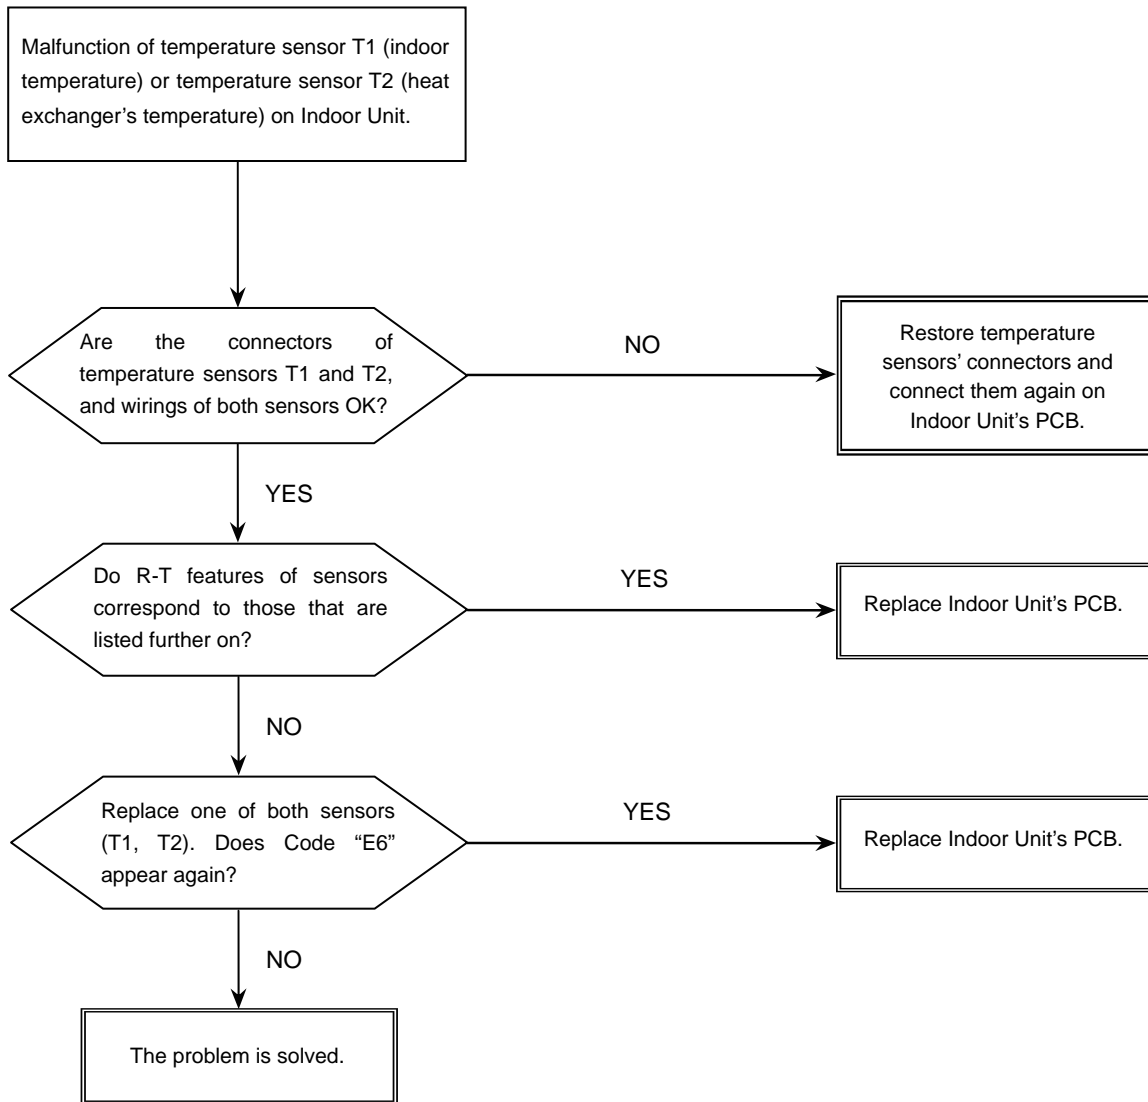 Malfunction of temperature sensor T1 (indoor
temperature) or temperature sensor T2 (heat
exchanger’s temperature) on Indoor Unit.
Are the connectors of
temperature sensors T1 and T2,
and wirings of both sensors OK?
NO
Restore temperature
sensors’ connectors and
connect them again on
Indoor Unit’s PCB.
YES
Do R-T features of sensors
correspond to those that are
listed further on?
YES
Replace Indoor Unit’s PCB.
NO
Replace one of both sensors
(T1, T2). Does Code “E6”
appear again?
YES
Replace Indoor Unit’s PCB.
NO
The problem is solved.